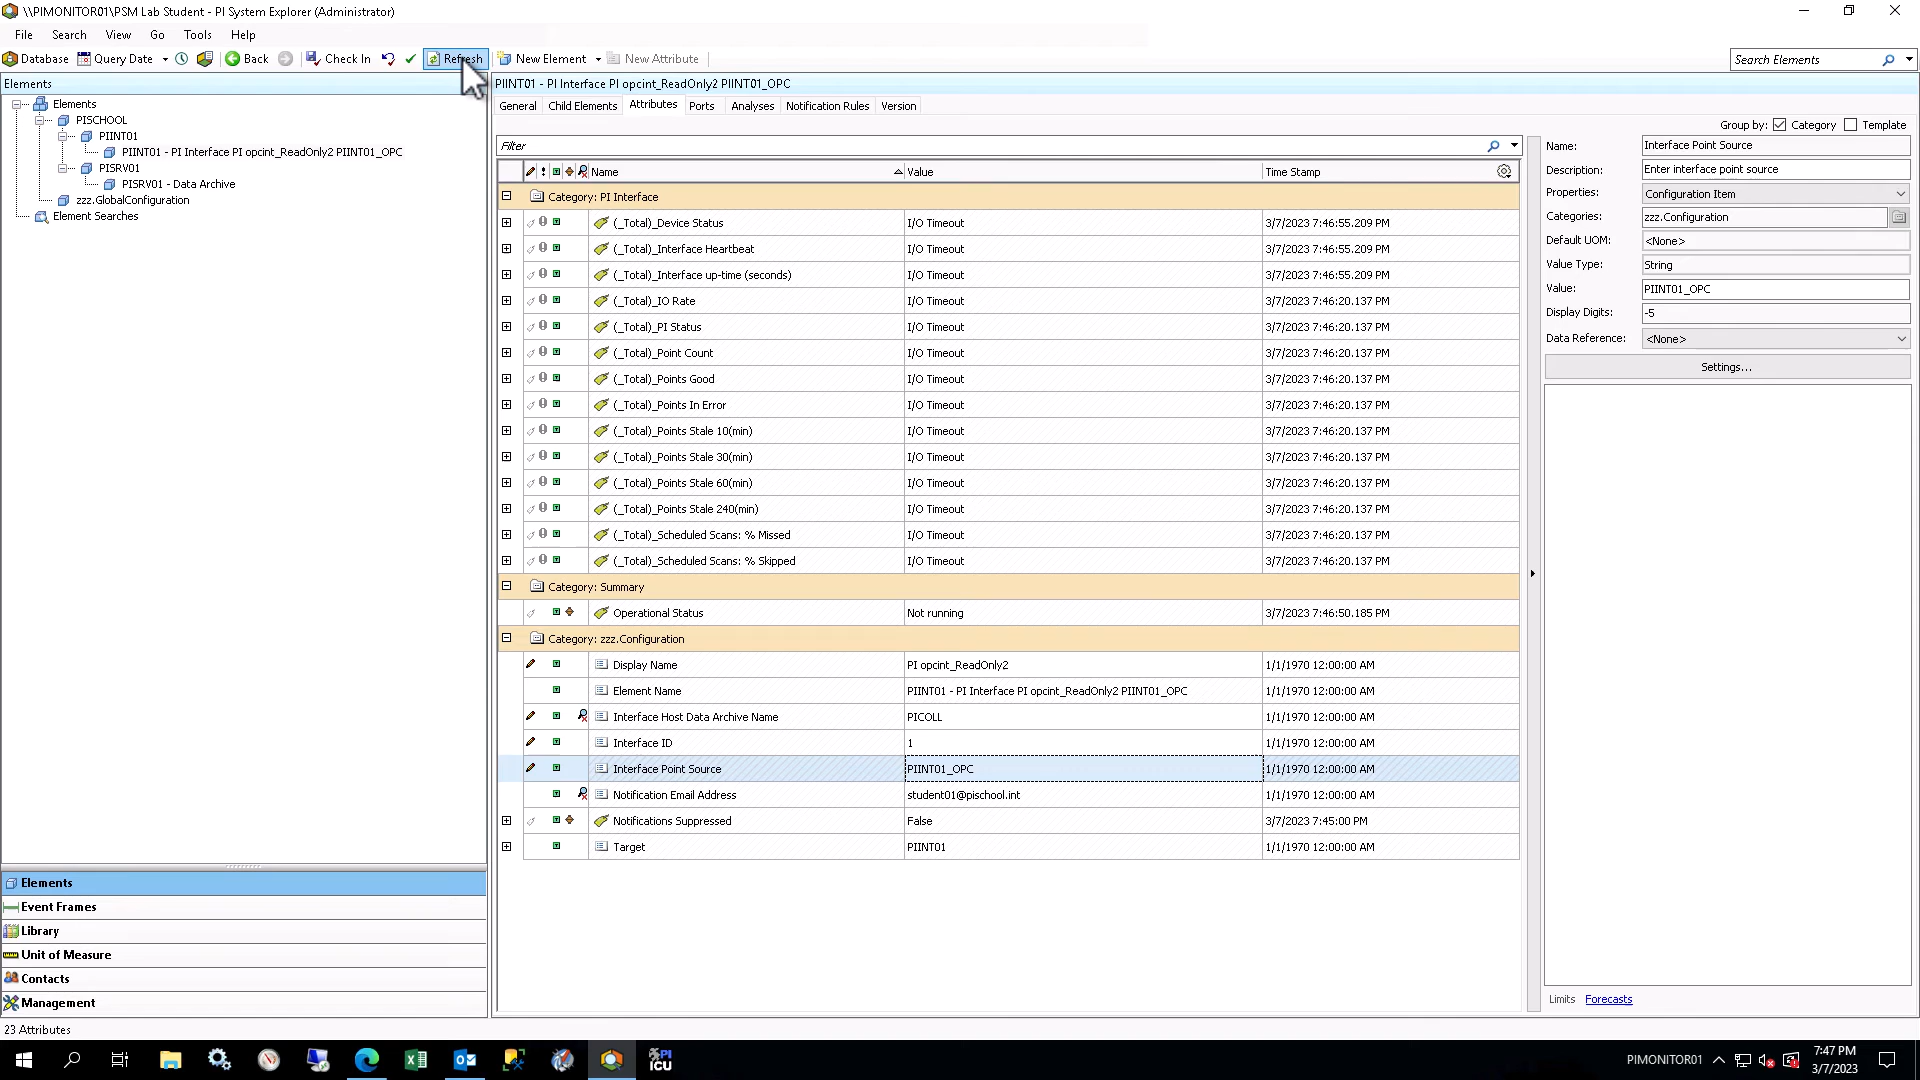 \\PIMONITOR01\PSM Lab Student - PI System Explorer (Administrator)
File Search View Go Tools Help
Database Query Date Back Check In Refresh New Element New Attribute Search Elements
Elements
Elements
PISCHOOL
PIINT01
PIINT01 - PI Interface PI opcint_ReadOnly2 PIINT01_OPC
PISRV01
PISRV01 - Data Archive
zzz.GlobalConfiguration
Element Searches
Elements
Event Frames
Library
Unit of Measure
Contacts
Management
23 Attributes
PIINT01 - PI Interface PI opcint_ReadOnly2 PIINT01_OPC
General Child Elements Attributes Ports Analyses Notification Rules Version
Group by: Category Template
Filter
Name Value Time Stamp
Category: PI Interface
(_Total)_Device Status I/O Timeout 3/7/2023 7:46:55.209 PM
(_Total)_Interface Heartbeat I/O Timeout 3/7/2023 7:46:55.209 PM
(_Total)_Interface up-time (seconds) I/O Timeout 3/7/2023 7:46:55.209 PM
(_Total)_IO Rate I/O Timeout 3/7/2023 7:46:20.137 PM
(_Total)_PI Status I/O Timeout 3/7/2023 7:46:20.137 PM
(_Total)_Point Count I/O Timeout 3/7/2023 7:46:20.137 PM
(_Total)_Points Good I/O Timeout 3/7/2023 7:46:20.137 PM
(_Total)_Points In Error I/O Timeout 3/7/2023 7:46:20.137 PM
(_Total)_Points Stale 10(min) I/O Timeout 3/7/2023 7:46:20.137 PM
(_Total)_Points Stale 30(min) I/O Timeout 3/7/2023 7:46:20.137 PM
(_Total)_Points Stale 60(min) I/O Timeout 3/7/2023 7:46:20.137 PM
(_Total)_Points Stale 240(min) I/O Timeout 3/7/2023 7:46:20.137 PM
(_Total)_Scheduled Scans: % Missed I/O Timeout 3/7/2023 7:46:20.137 PM
(_Total)_Scheduled Scans: % Skipped I/O Timeout 3/7/2023 7:46:20.137 PM
Category: Summary
Operational Status Not running 3/7/2023 7:46:50.185 PM
Category: zzz.Configuration
Display Name PI opcint_ReadOnly2 1/1/1970 12:00:00 AM
Element Name PIINT01 - PI Interface PI opcint_ReadOnly2 PIINT01_OPC 1/1/1970 12:00:00 AM
Interface Host Data Archive Name PICOLL 1/1/1970 12:00:00 AM
Interface ID 1 1/1/1970 12:00:00 AM
Interface Point Source PIINT01_OPC 1/1/1970 12:00:00 AM
Notification Email Address student01@pischool.int 1/1/1970 12:00:00 AM
Notifications Suppressed False 3/7/2023 7:45:00 PM
Target PIINT01 1/1/1970 12:00:00 AM
Name: Interface Point Source
Description: Enter interface point source
Properties: Configuration Item
Categories: zzz.Configuration
Default UOM: <None>
Value Type: String
Value: PIINT01_OPC
Display Digits: -5
Data Reference: <None>
Settings...
Limits Forecasts
PI
ICU
PIMONITOR01
7:47 PM
3/7/2023